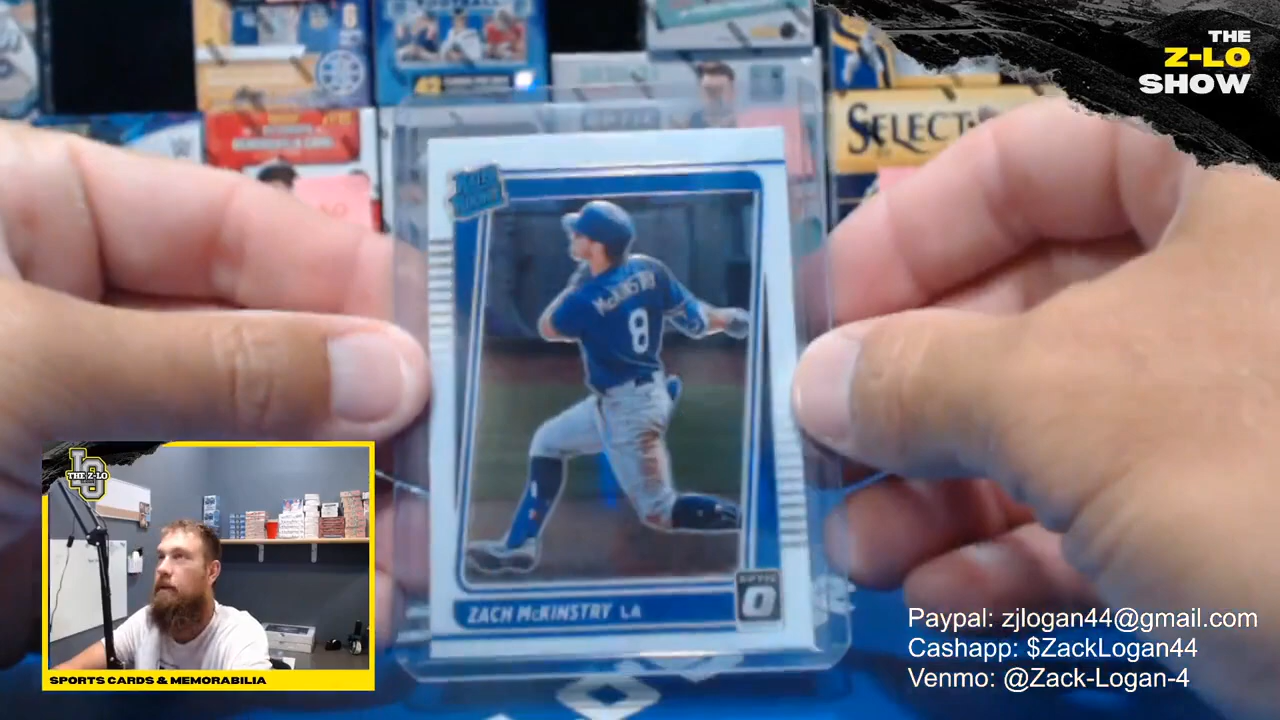 THE
Z-LO
SHOW
SELECT
RATED
ROOKIE
McKINSTRY
8
OPTIC
ZACH McKINSTRY LA
THE Z-LO
SPORTS CARDS & MEMORABILIA
Paypal: zjlogan44@gmail.com
Cashapp: $ZackLogan44
Venmo: @Zack-Logan-4